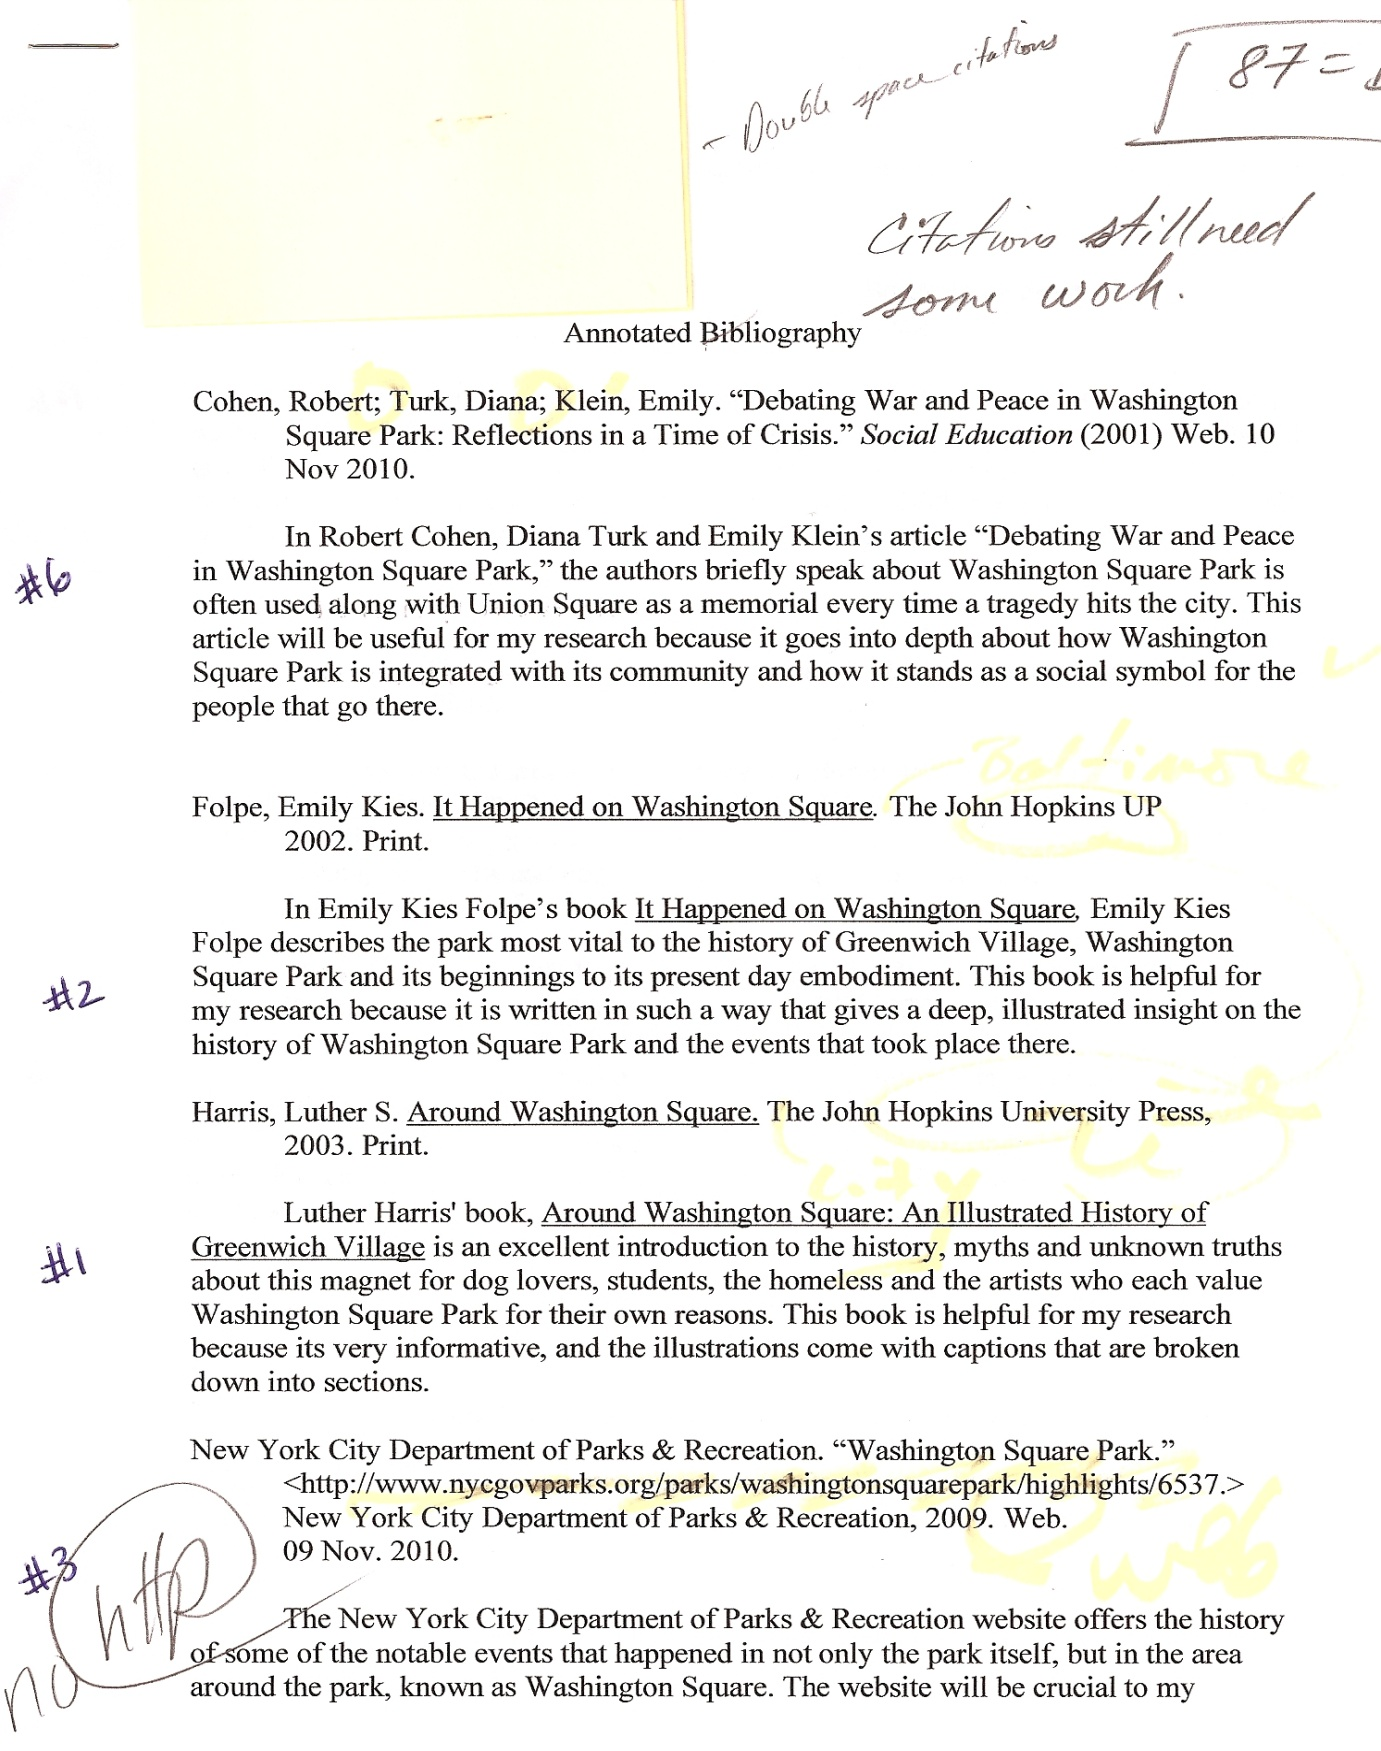 - Double space citations
87 =
Citations still need
some work.
Annotated Bibliography
Cohen, Robert; Turk, Diana; Klein, Emily. “Debating War and Peace in Washington
Square Park: Reflections in a Time of Crisis.” Social Education (2001) Web. 10
Nov 2010.
In Robert Cohen, Diana Turk and Emily Klein’s article “Debating War and Peace
#6
in Washington Square Park,” the authors briefly speak about Washington Square Park is
often used along with Union Square as a memorial every time a tragedy hits the city. This
article will be useful for my research because it goes into depth about how Washington
Square Park is integrated with its community and how it stands as a social symbol for the
people that go there.
Baltimore
Folpe, Emily Kies. It Happened on Washington Square. The John Hopkins UP
2002. Print.
In Emily Kies Folpe’s book It Happened on Washington Square, Emily Kies
Folpe describes the park most vital to the history of Greenwich Village, Washington
#2
Square Park and its beginnings to its present day embodiment. This book is helpful for
my research because it is written in such a way that gives a deep, illustrated insight on the
history of Washington Square Park and the events that took place there.
Harris, Luther S. Around Washington Square. The John Hopkins University Press,
2003. Print.
city
Luther Harris' book, Around Washington Square: An Illustrated History of
#1
Greenwich Village is an excellent introduction to the history, myths and unknown truths
about this magnet for dog lovers, students, the homeless and the artists who each value
Washington Square Park for their own reasons. This book is helpful for my research
because its very informative, and the illustrations come with captions that are broken
down into sections.
New York City Department of Parks & Recreation. “Washington Square Park.”
<http://www.nycgovparks.org/parks/washingtonsquarepark/highlights/6537.>
New York City Department of Parks & Recreation, 2009. Web.
09 Nov. 2010.
web
#3
no http
The New York City Department of Parks & Recreation website offers the history
of some of the notable events that happened in not only the park itself, but in the area
around the park, known as Washington Square. The website will be crucial to my